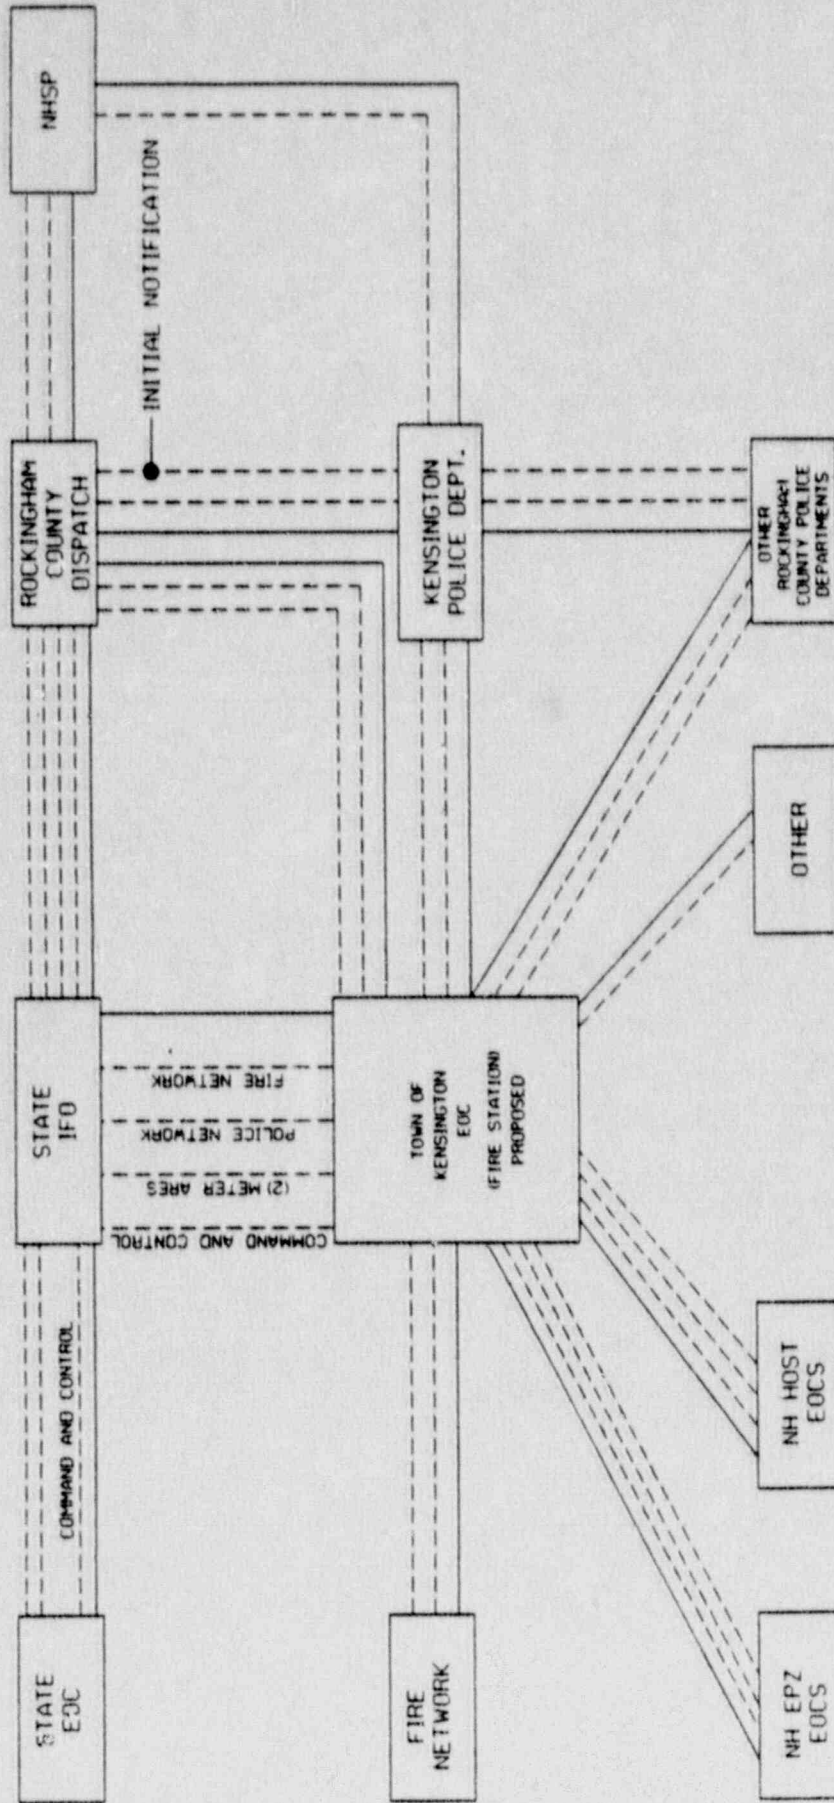 STATE
EOC
COMMAND AND CONTROL
STATE
IFO
ROCKINGHAM
COUNTY
DISPATCH
NHSP
INITIAL NOTIFICATION
FIRE NETWORK
POLICE NETWORK
(2) METER ARES
COMMAND AND CONTROL
FIRE
NETWORK
TOWN OF
KENSINGTON
EOC
(FIRE STATION)
PROPOSED
KENSINGTON
POLICE DEPT.
NH EPZ
EOCS
NH HOST
EOCS
OTHER
OTHER
ROCKINGHAM
COUNTY POLICE
DEPARTMENTS